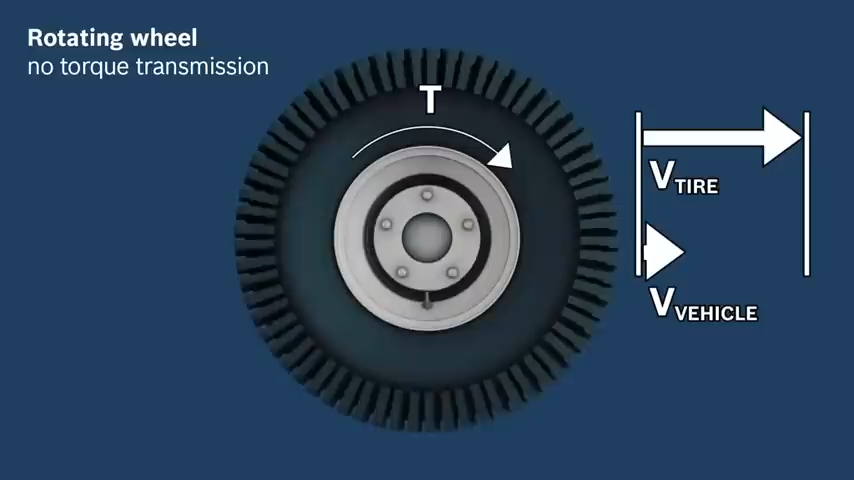 Rotating wheel
no torque transmission
T
VTIRE
VVEHICLE